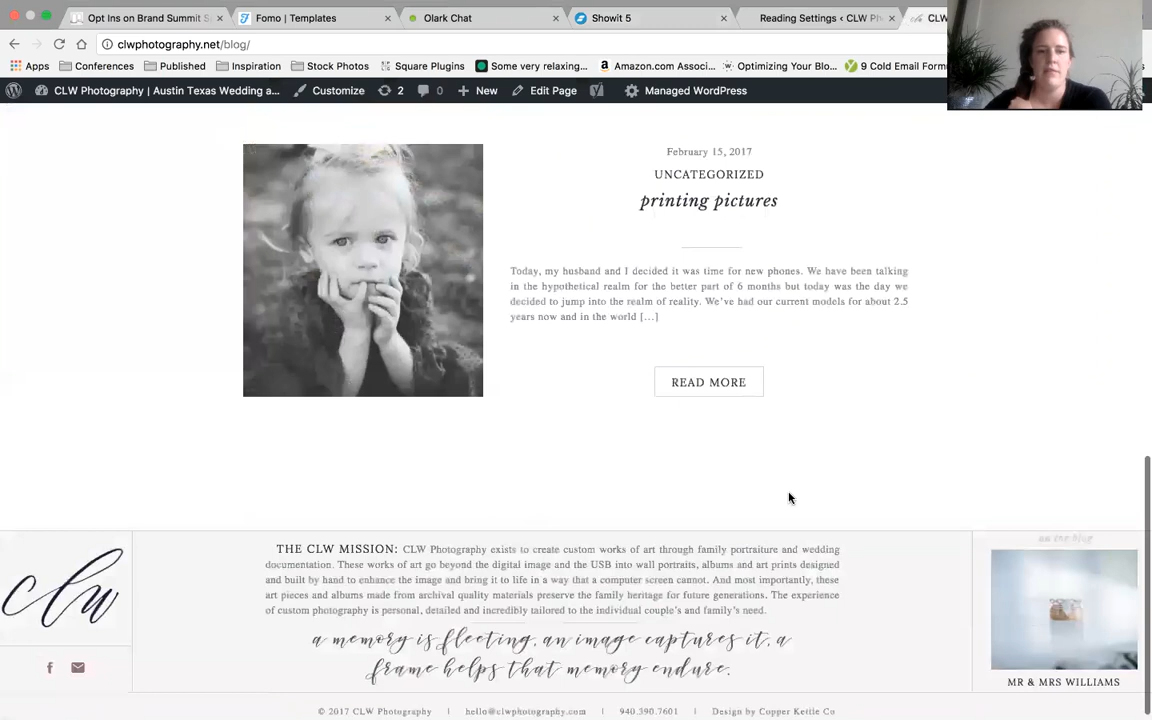 Opt Ins on Brand Summit S
Fomo | Templates
Olark Chat
Showit 5
Reading Settings ‹ CLW Ph
CLW
clwphotography.net/blog/
Apps
Conferences
Published
Inspiration
Stock Photos
Square Plugins
Some very relaxing...
Amazon.com Associ...
Optimizing Your Blo...
9 Cold Email Form
CLW Photography | Austin Texas Wedding a...
Customize
2
0
New
Edit Page
Managed WordPress
February 15, 2017
UNCATEGORIZED
printing pictures
Today, my husband and I decided it was time for new phones. We have been talking
in the hypothetical realm for the better part of 6 months but today was the day we
decided to jump into the realm of reality. We've had our current models for about 2.5
years now and in the world [...]
READ MORE
clw
THE CLW MISSION: CLW Photography exists to create custom works of art through family portraiture and wedding
documentation. These works of art go beyond the digital image and the USB into wall portraits, albums and art prints designed
and built by hand to enhance the image and bring it to life in a way that a computer screen cannot. And most importantly, these
art pieces and albums made from archival quality materials preserve the family heritage for future generations. The experience
of custom photography is personal, detailed and incredibly tailored to the individual couple's and family's need.
a memory is fleeting, an image captures it, a
frame helps that memory endure.
on the blog
MR & MRS WILLIAMS
© 2017 CLW Photography | hello@clwphotography.com | 940.390.7601 | Design by Copper Kettle Co